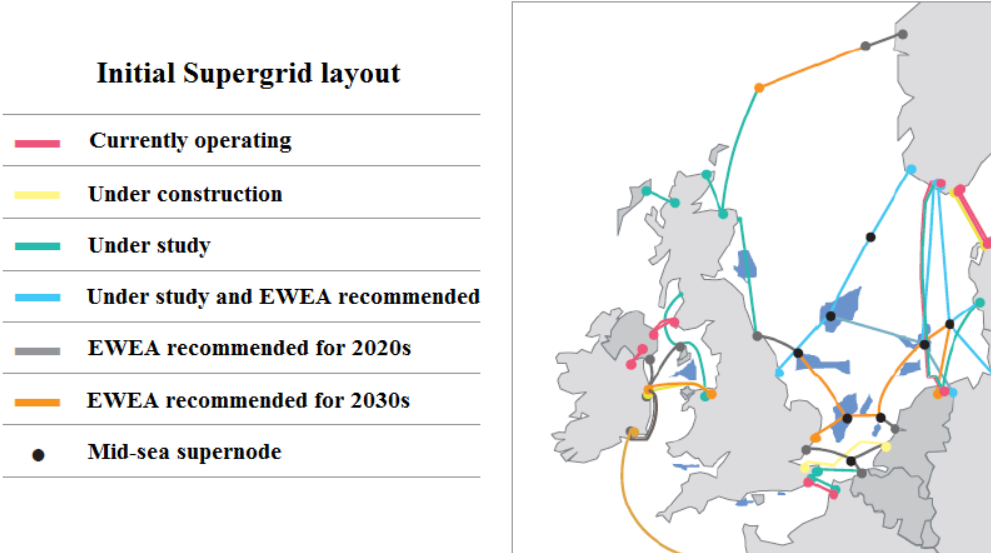 Initial Supergrid layout
Currently operating
Under construction
Under study
Under study and EWEA recommended
EWEA recommended for 2020s
EWEA recommended for 2030s
Mid-sea supernode